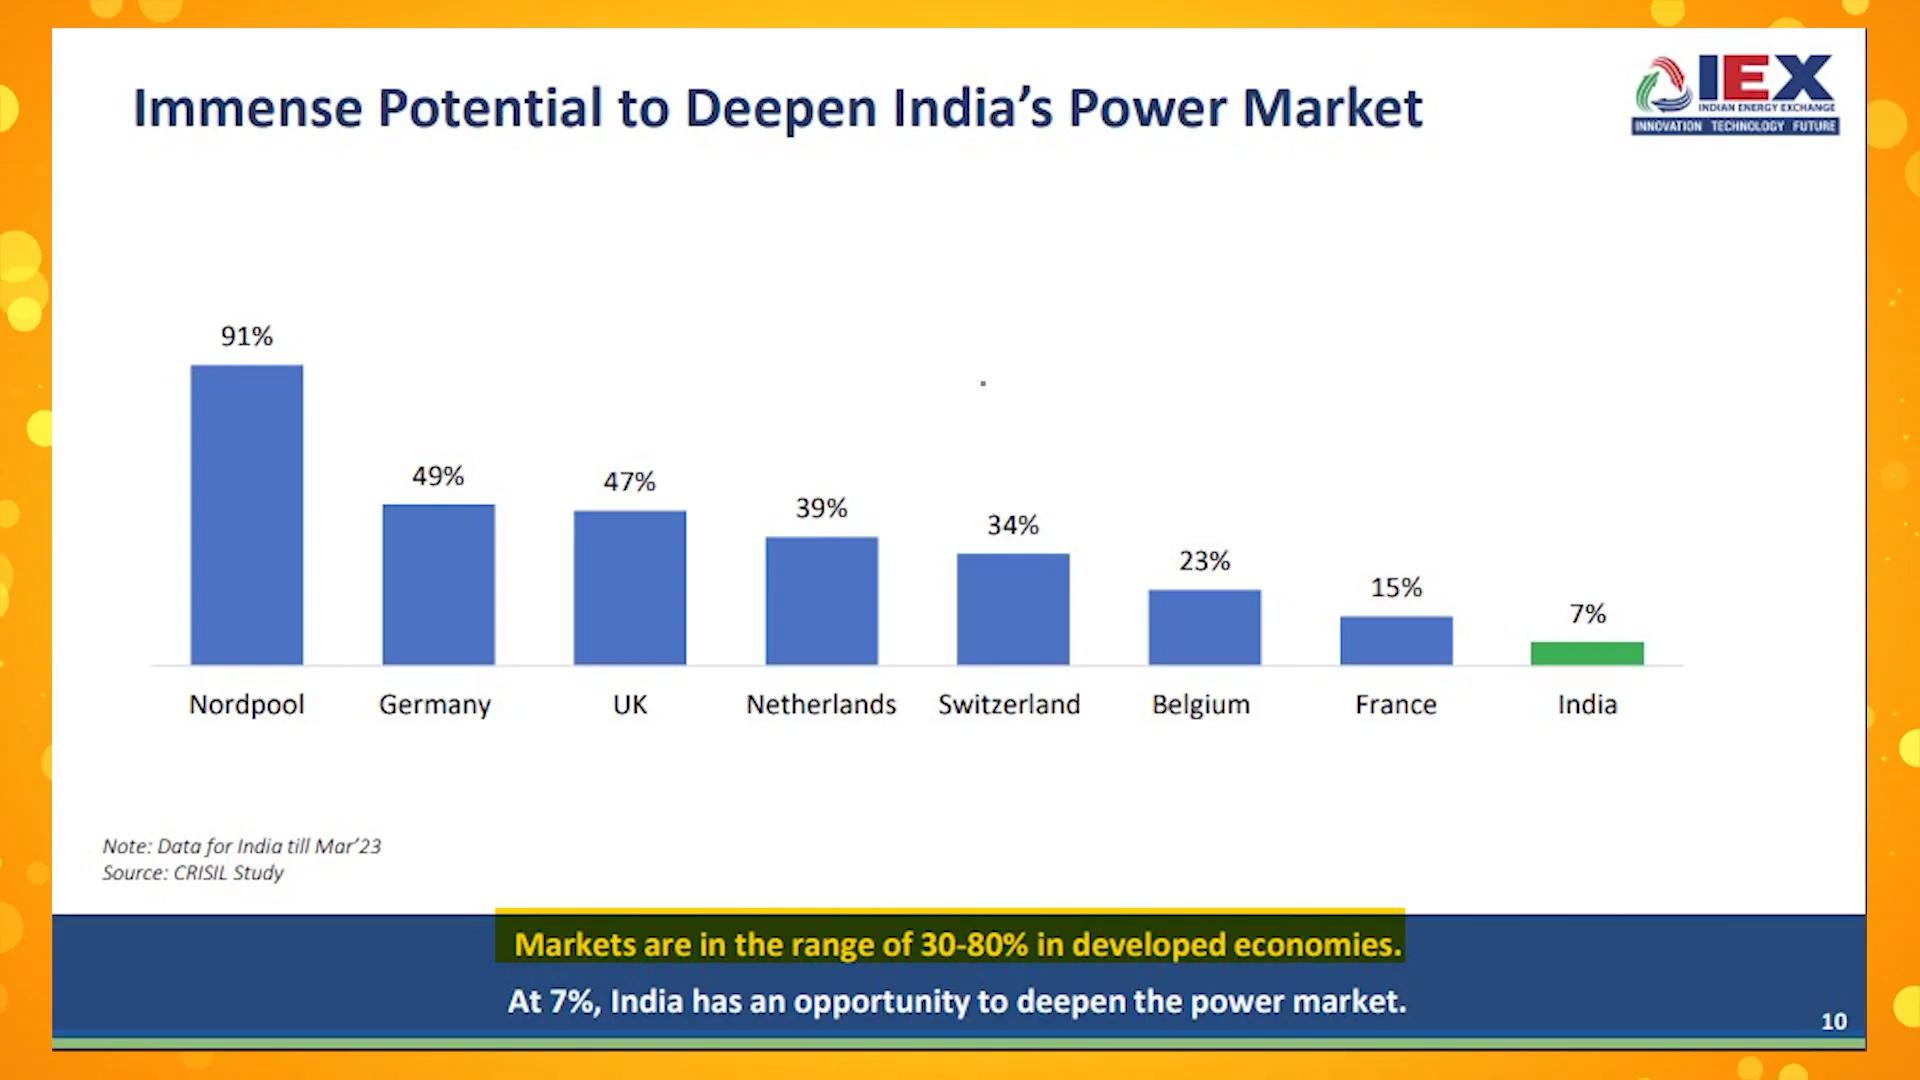 Immense Potential to Deepen India's Power Market
IEX
INDIAN ENERGY EXCHANGE
INNOVATION TECHNOLOGY FUTURE
91%
49%
47%
39%
34%
23%
15%
7%
Nordpool Germany UK Netherlands Switzerland Belgium France India
Note: Data for India till Mar'23
Source: CRISIL Study
Markets are in the range of 30-80% in developed economies.
At 7%, India has an opportunity to deepen the power market.
10